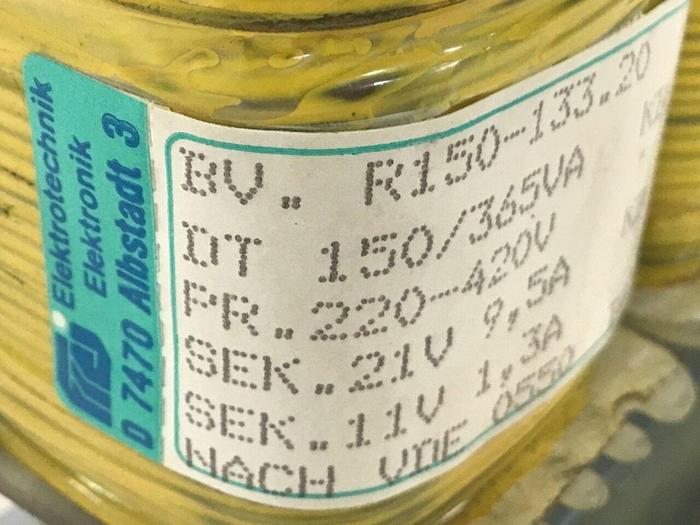 Elektrotechnik
Elektronik
D 7470 Albstadt 3
BV. R150-133.20
DT 150/365VA
PR.220-420V
SEK.21V 9,5A
SEK.11V 1,3A
NACH VDE 0550